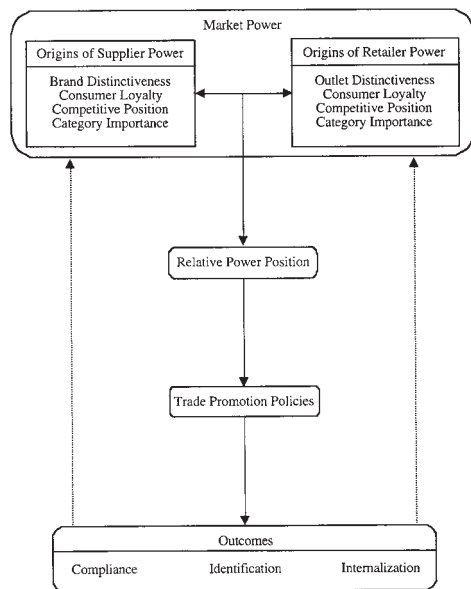 Market Power
Origins of Supplier Power
Brand Distinctiveness
Consumer Loyalty
Competitive Position
Category Importance
Origins of Retailer Power
Outlet Distinctiveness
Consumer Loyalty
Competitive Position
Category Importance
Relative Power Position
Trade Promotion Policies
Outcomes
Compliance Identification Internalization